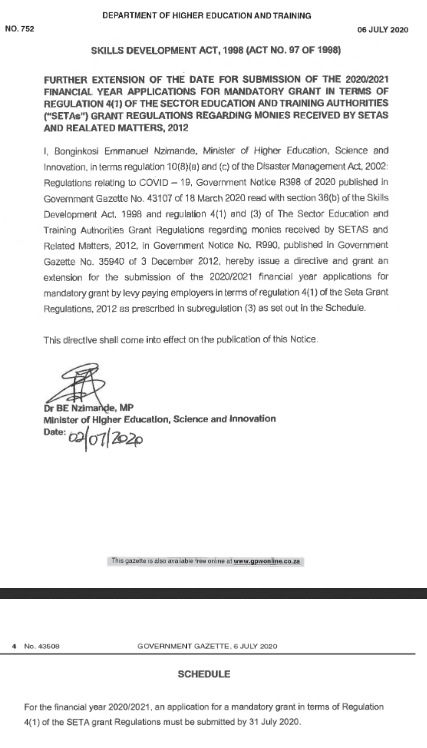 DEPARTMENT OF HIGHER EDUCATION AND TRAINING
NO. 752
06 JULY 2020
SKILLS DEVELOPMENT ACT, 1998 (ACT NO. 97 OF 1998)
FURTHER EXTENSION OF THE DATE FOR SUBMISSION OF THE 2020/2021
FINANCIAL YEAR APPLICATIONS FOR MANDATORY GRANT IN TERMS OF
REGULATION 4(1) OF THE SECTOR EDUCATION AND TRAINING AUTHORITIES
("SETAs") GRANT REGULATIONS REGARDING MONIES RECEIVED BY SETAS
AND REALATED MATTERS, 2012
I, Bonginkosi Emmanuel Nzimande, Minister of Higher Education, Science and
Innovation, in terms regulation 10(8)(a) and (c) of the Disaster Management Act, 2002:
Regulations relating to COVID – 19, Government Notice R398 of 2020 published in
Government Gazette No. 43107 of 18 March 2020 read with section 36(b) of the Skills
Development Act, 1998 and regulation 4(1) and (3) of The Sector Education and
Training Authorities Grant Regulations regarding monies received by SETAS and
Related Matters, 2012, in Government Notice No. R990, published in Government
Gazette No. 35940 of 3 December 2012, hereby issue a directive and grant an
extension for the submission of the 2020/2021 financial year applications for
mandatory grant by levy paying employers in terms of regulation 4(1) of the Seta Grant
Regulations, 2012 as prescribed in subregulation (3) as set out in the Schedule.
This directive shall come into effect on the publication of this Notice.
Dr BE Nzimande, MP
Minister of Higher Education, Science and Innovation
Date: 02/07/2020
This gazette is also available free online at www.gpwonline.co.za
4 No. 43508
GOVERNMENT GAZETTE, 6 JULY 2020
SCHEDULE
For the financial year 2020/2021, an application for a mandatory grant in terms of Regulation
4(1) of the SETA grant Regulations must be submitted by 31 July 2020.